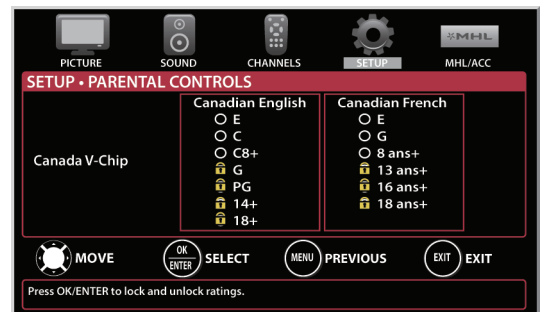 PICTURE SOUND CHANNELS SETUP MHL MHL/ACC
SETUP • PARENTAL CONTROLS
Canada V-Chip
Canadian English
E
C
C8+
G
PG
14+
18+
Canadian French
E
G
8 ans+
13 ans+
16 ans+
18 ans+
MOVE OK/ENTER SELECT MENU PREVIOUS EXIT EXIT
Press OK/ENTER to lock and unlock ratings.